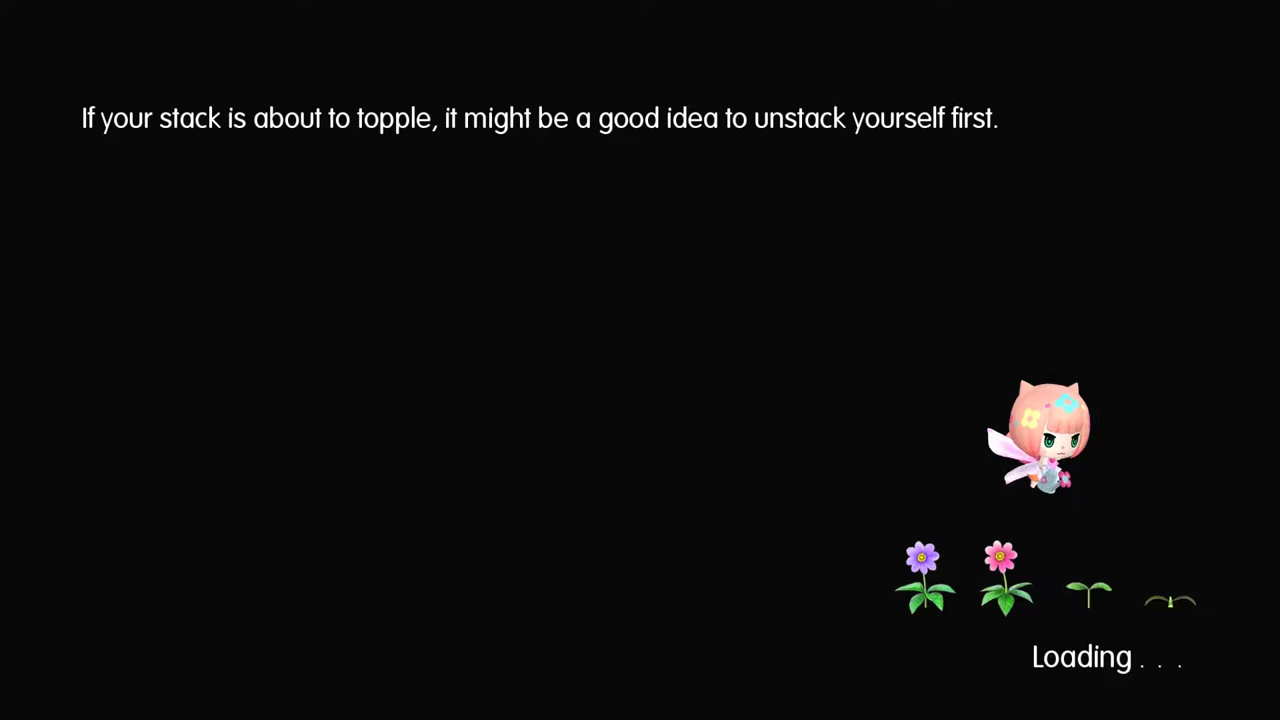 If your stack is about to topple, it might be a good idea to unstack yourself first.
Loading . . .